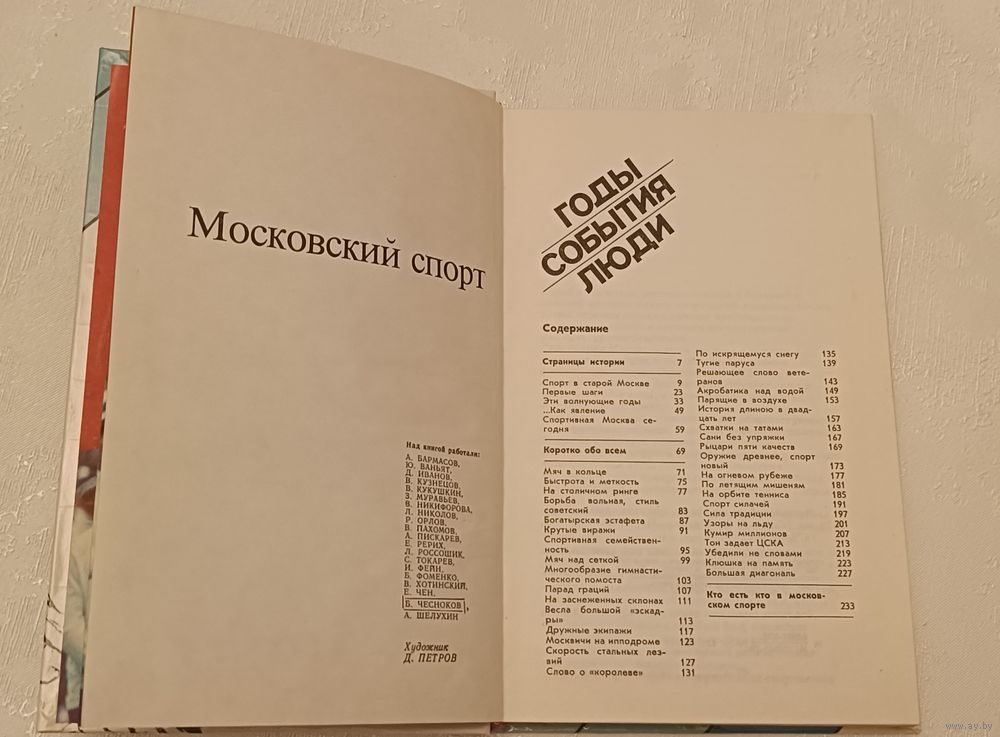 Московский спорт
Над книгой работали:
А. БАРМАСОВ,
Ю. ВАНЬЯТ,
Д. ИВАНОВ,
В. КУЗНЕЦОВ,
В. КУКУШКИН,
З. МУРАВЬЕВ,
В. НИКИФОРОВА,
Л. НИКОЛОВ,
Р. ОРЛОВ,
В. ПАХОМОВ,
А. ПИСКАРЕВ,
Е. РЕРИХ,
Л. РОССОШИК,
С. ТОКАРЕВ,
И. ФЕЙН,
Б. ФОМЕНКО,
В. ХОТИНСКИЙ,
Е. ЧЕН,
Б. ЧЕСНОКОВ,
А. ШЕЛУХИН
Художник
Д. ПЕТРОВ
ГОДЫ
СОБЫТИЯ
ЛЮДИ
Содержание
Страницы истории 7
Спорт в старой Москве 9
Первые шаги 23
Эти волнующие годы 33
...Как явление 49
Спортивная Москва се-
годня 59
Коротко обо всем 69
Мяч в кольце 71
Быстрота и меткость 75
На столичном ринге 77
Борьба вольная, стиль
советский 83
Богатырская эстафета 87
Крутые виражи 91
Спортивная семействен-
ность 95
Мяч над сеткой 99
Многообразие гимнасти-
ческого помоста 103
Парад граций 107
На заснеженных склонах 111
Весла большой «эскад-
ры» 113
Дружные экипажи 117
Москвичи на ипподроме 123
Скорость стальных лез-
вий 127
Слово о «королеве» 131
По искрящемуся снегу 135
Тугие паруса 139
Решающее слово вете-
ранов 143
Акробатика над водой 149
Парящие в воздухе 153
История длиною в двад-
цать лет 157
Схватки на татами 163
Сани без упряжки 167
Рыцари пяти качеств 169
Оружие древнее, спорт
новый 173
На огневом рубеже 177
По летящим мишеням 181
На орбите тенниса 185
Спорт силачей 191
Сила традиции 197
Узоры на льду 201
Кумир миллионов 207
Тон задает ЦСКА 213
Убедили не словами 219
Клюшка на память 223
Большая диагональ 227
Кто есть кто в москов-
ском спорте 233
www.ay.by